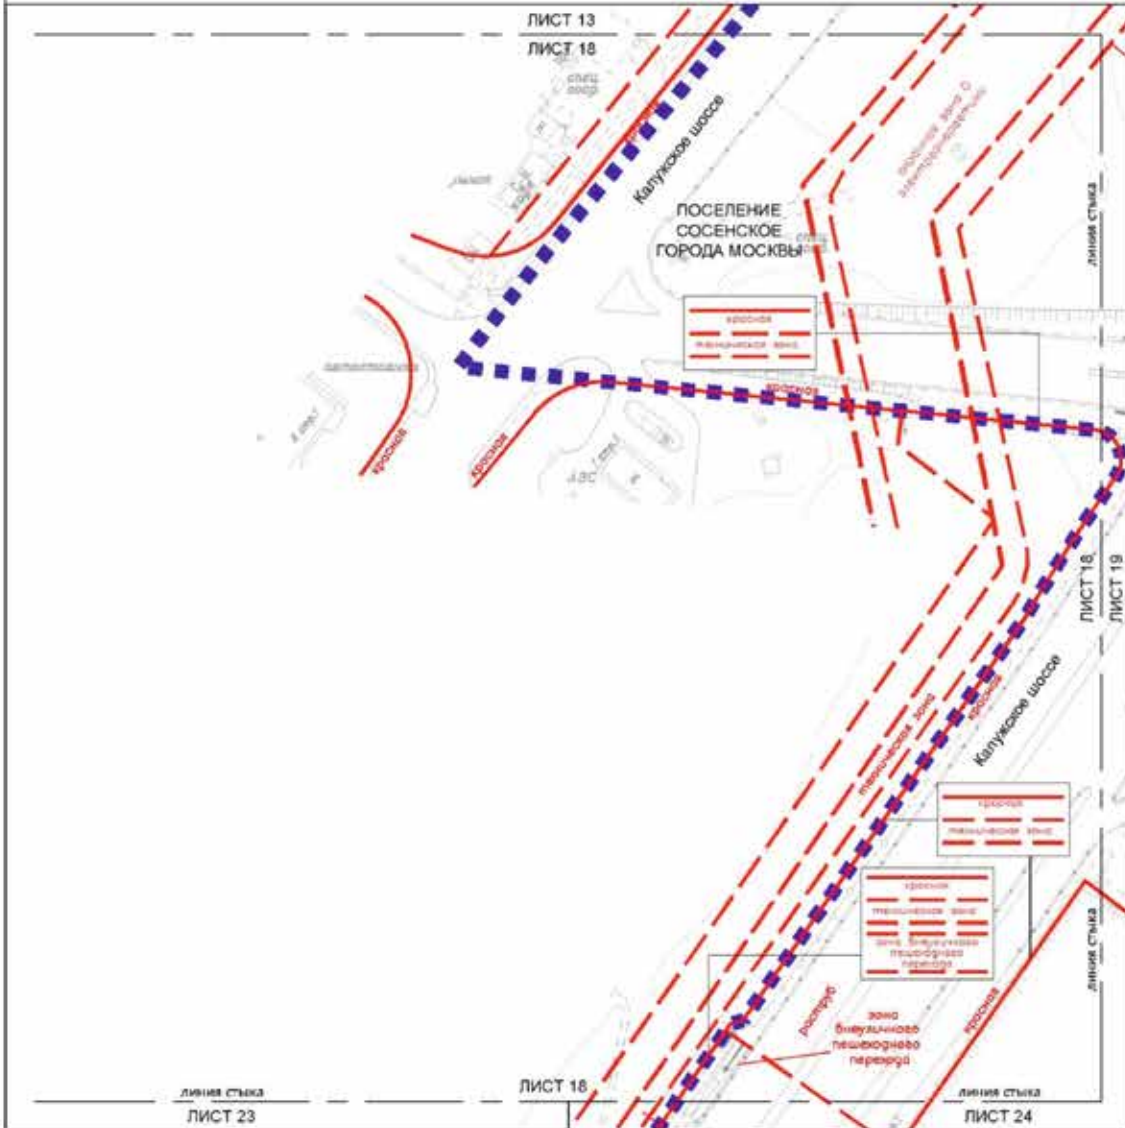 ЛИСТ 13
ЛИСТ 18
Калужское шоссе
ПОСЕЛЕНИЕ
СОСЕНСКОЕ
ГОРОДА МОСКВЫ
линия стыка
красная
техническая зона
красная
красная
красная
АЗС
ЛИСТ 18
ЛИСТ 19
техническая зона
красная
Калужское шоссе
красная
техническая зона
красная
техническая зона
зона внеуличного
пешеходного
перехода
раструб
зона
внеуличного
пешеходного
перехода
красная
линия стыка
линия стыка
ЛИСТ 18
линия стыка
ЛИСТ 23
ЛИСТ 24